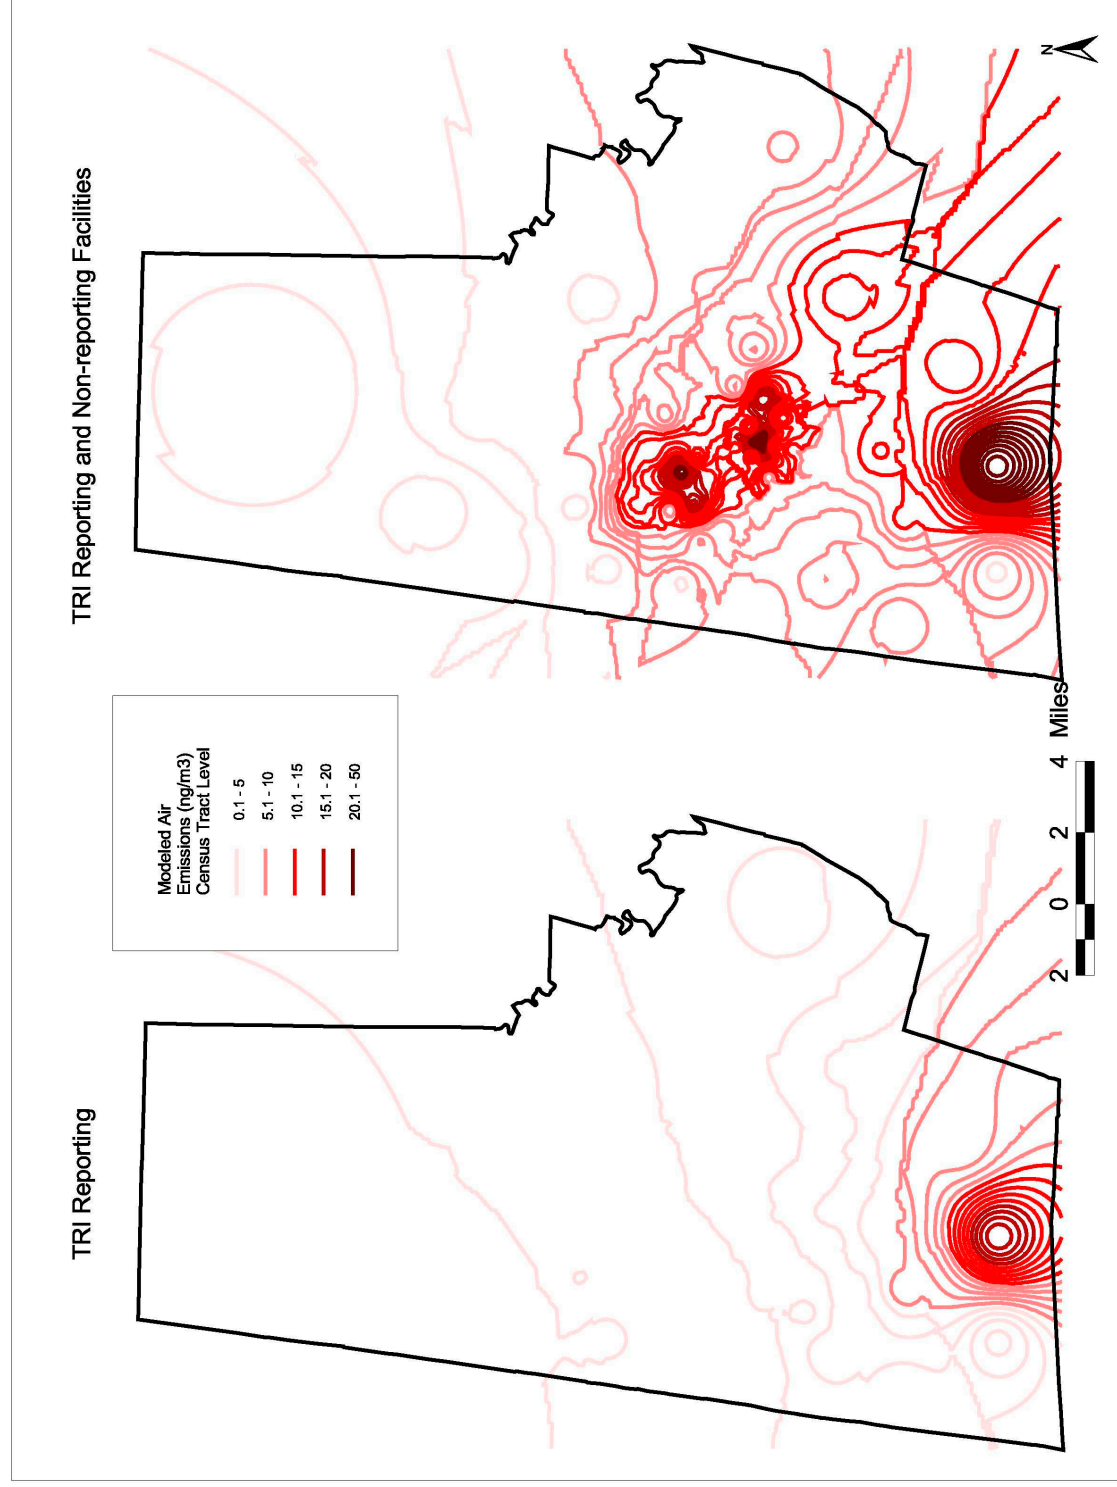 TRI Reporting
TRI Reporting and Non-reporting Facilities
Modeled Air
Emissions (ng/m3)
Census Tract Level
0.1 - 5
5.1 - 10
10.1 - 15
15.1 - 20
20.1 - 50
2 0 2 4 Miles
N